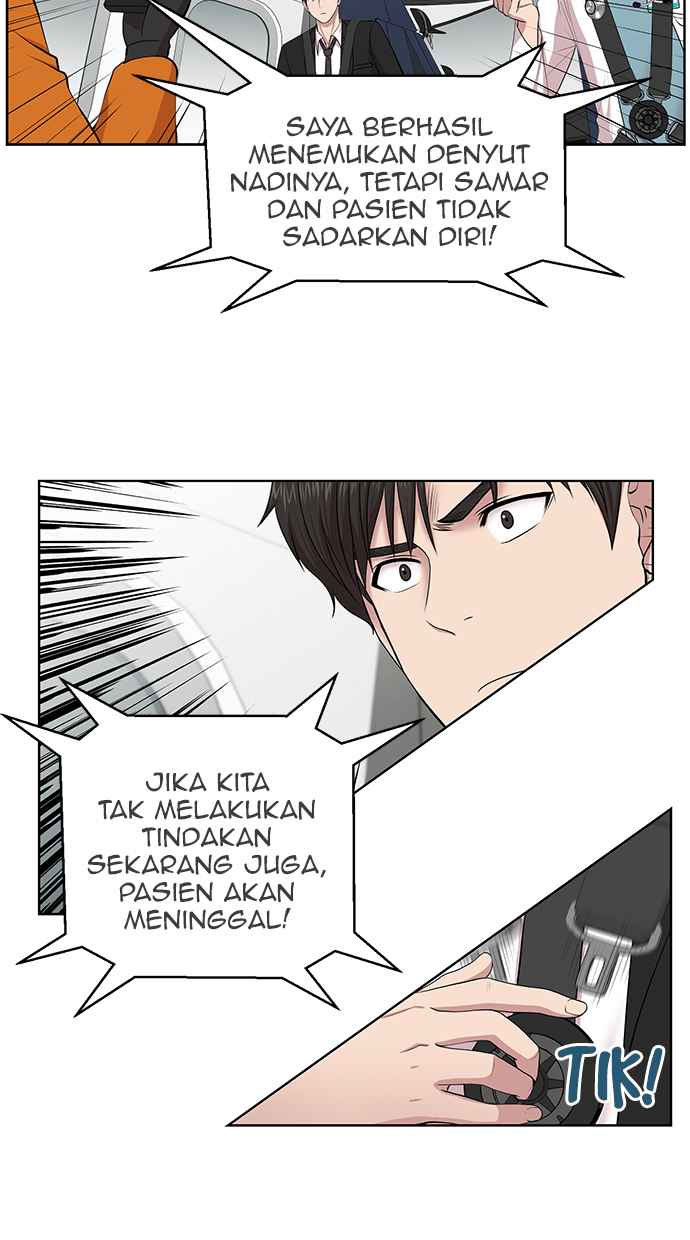 SAYA BERHASIL
MENEMUKAN DENYUT
NADINYA, TETAPI SAMAR
DAN PASIEN TIDAK
SADARKAN DIRI!
JIKA KITA
TAK MELAKUKAN
TINDAKAN
SEKARANG JUGA,
PASIEN AKAN
MENINGGAL!
TIK!